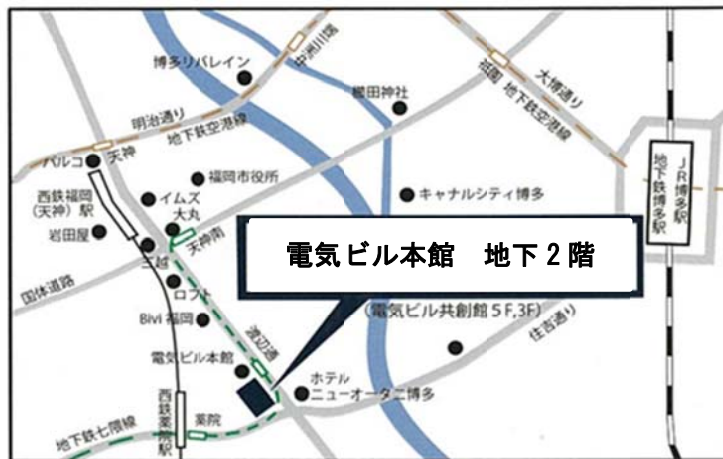 中洲川端
博多リバレイン
櫛田神社
祇園
大博通り
地下鉄空港線
明治通り
地下鉄空港線
天神
パルコ
福岡市役所
西鉄福岡
(天神)駅
イムズ
大丸
天神南
キャナルシティ博多
JR博多駅
地下鉄博多駅
岩田屋
三越
国体道路
ロフト
電気ビル本館 地下2階
(電気ビル共創館5F,3F)
Bivi 福岡
渡辺通
住吉通り
電気ビル本館
ホテル
ニューオータニ博多
西鉄薬院駅
薬院
地下鉄七隈線